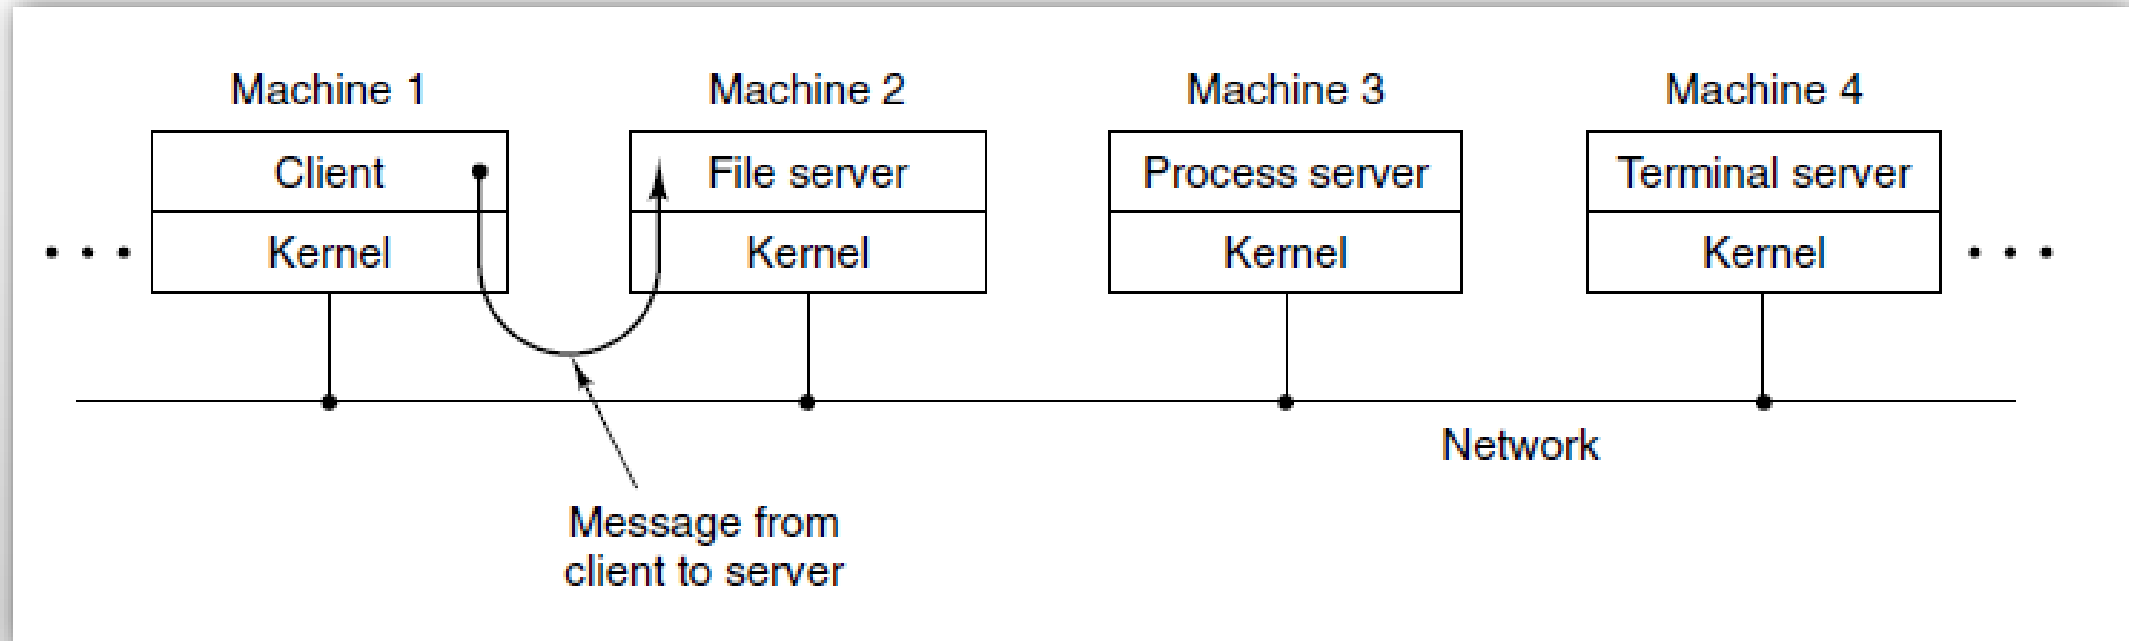 Machine 1
Machine 2
Machine 3
Machine 4
Client
File server
Process server
Terminal server
Kernel
Kernel
Kernel
Kernel
Network
Message from
client to server